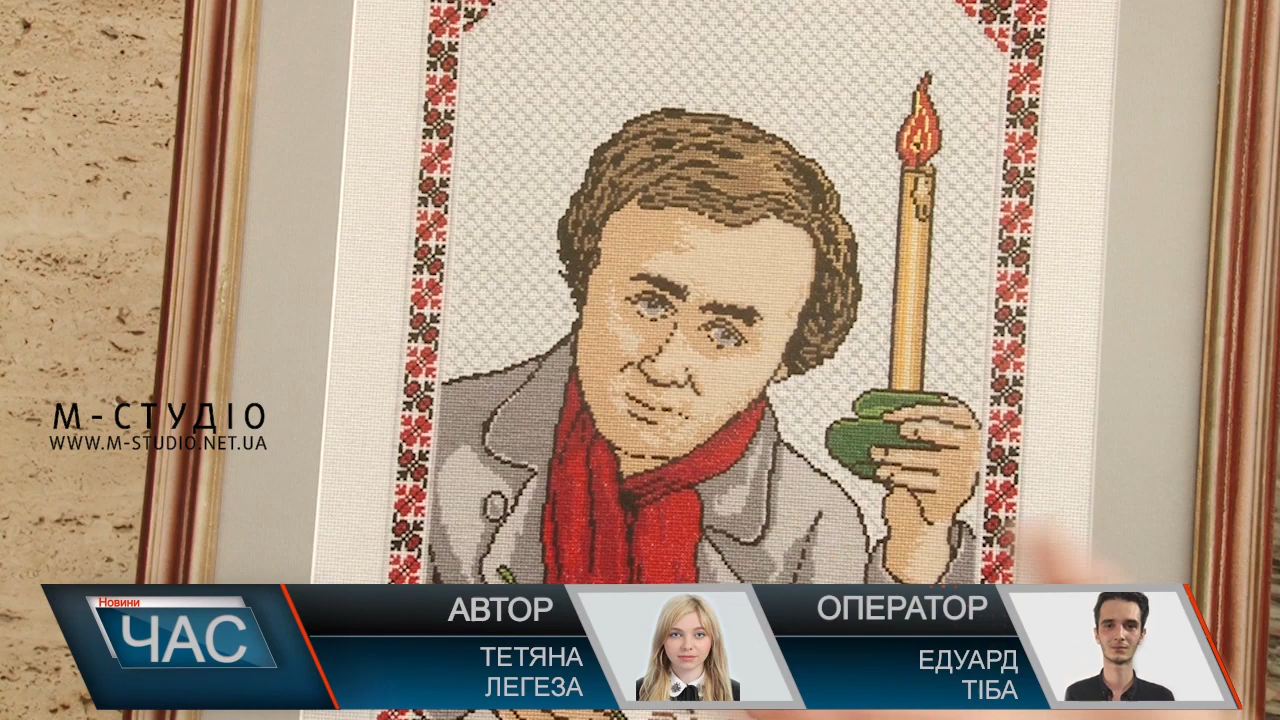 М-СТУДІО
WWW.M-STUDIO.NET.UA
Новини
ЧАС
АВТОР
ТЕТЯНА
ЛЕГЕЗА
ОПЕРАТОР
ЕДУАРД
ТІБА